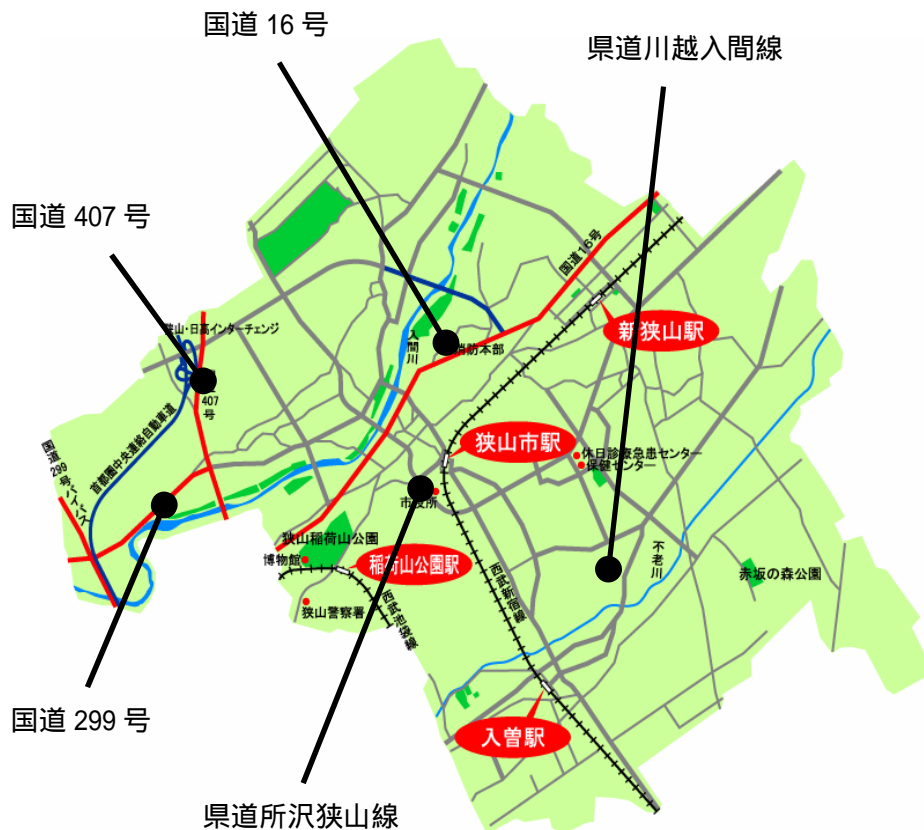 国道 16 号
県道川越入間線
国道 407 号
国道16号
狭山・日高インターチェンジ
入間川
消防本部
新狭山駅
407号
首都圏中央連絡自動車道
国道299号バイパス
狭山市駅
休日診療急患センター
保健センター
市役所
狭山稲荷山公園
博物館
稲荷山公園駅
不老川
赤坂の森公園
西武新宿線
狭山警察署
西武池袋線
国道 299 号
入曽駅
県道所沢狭山線